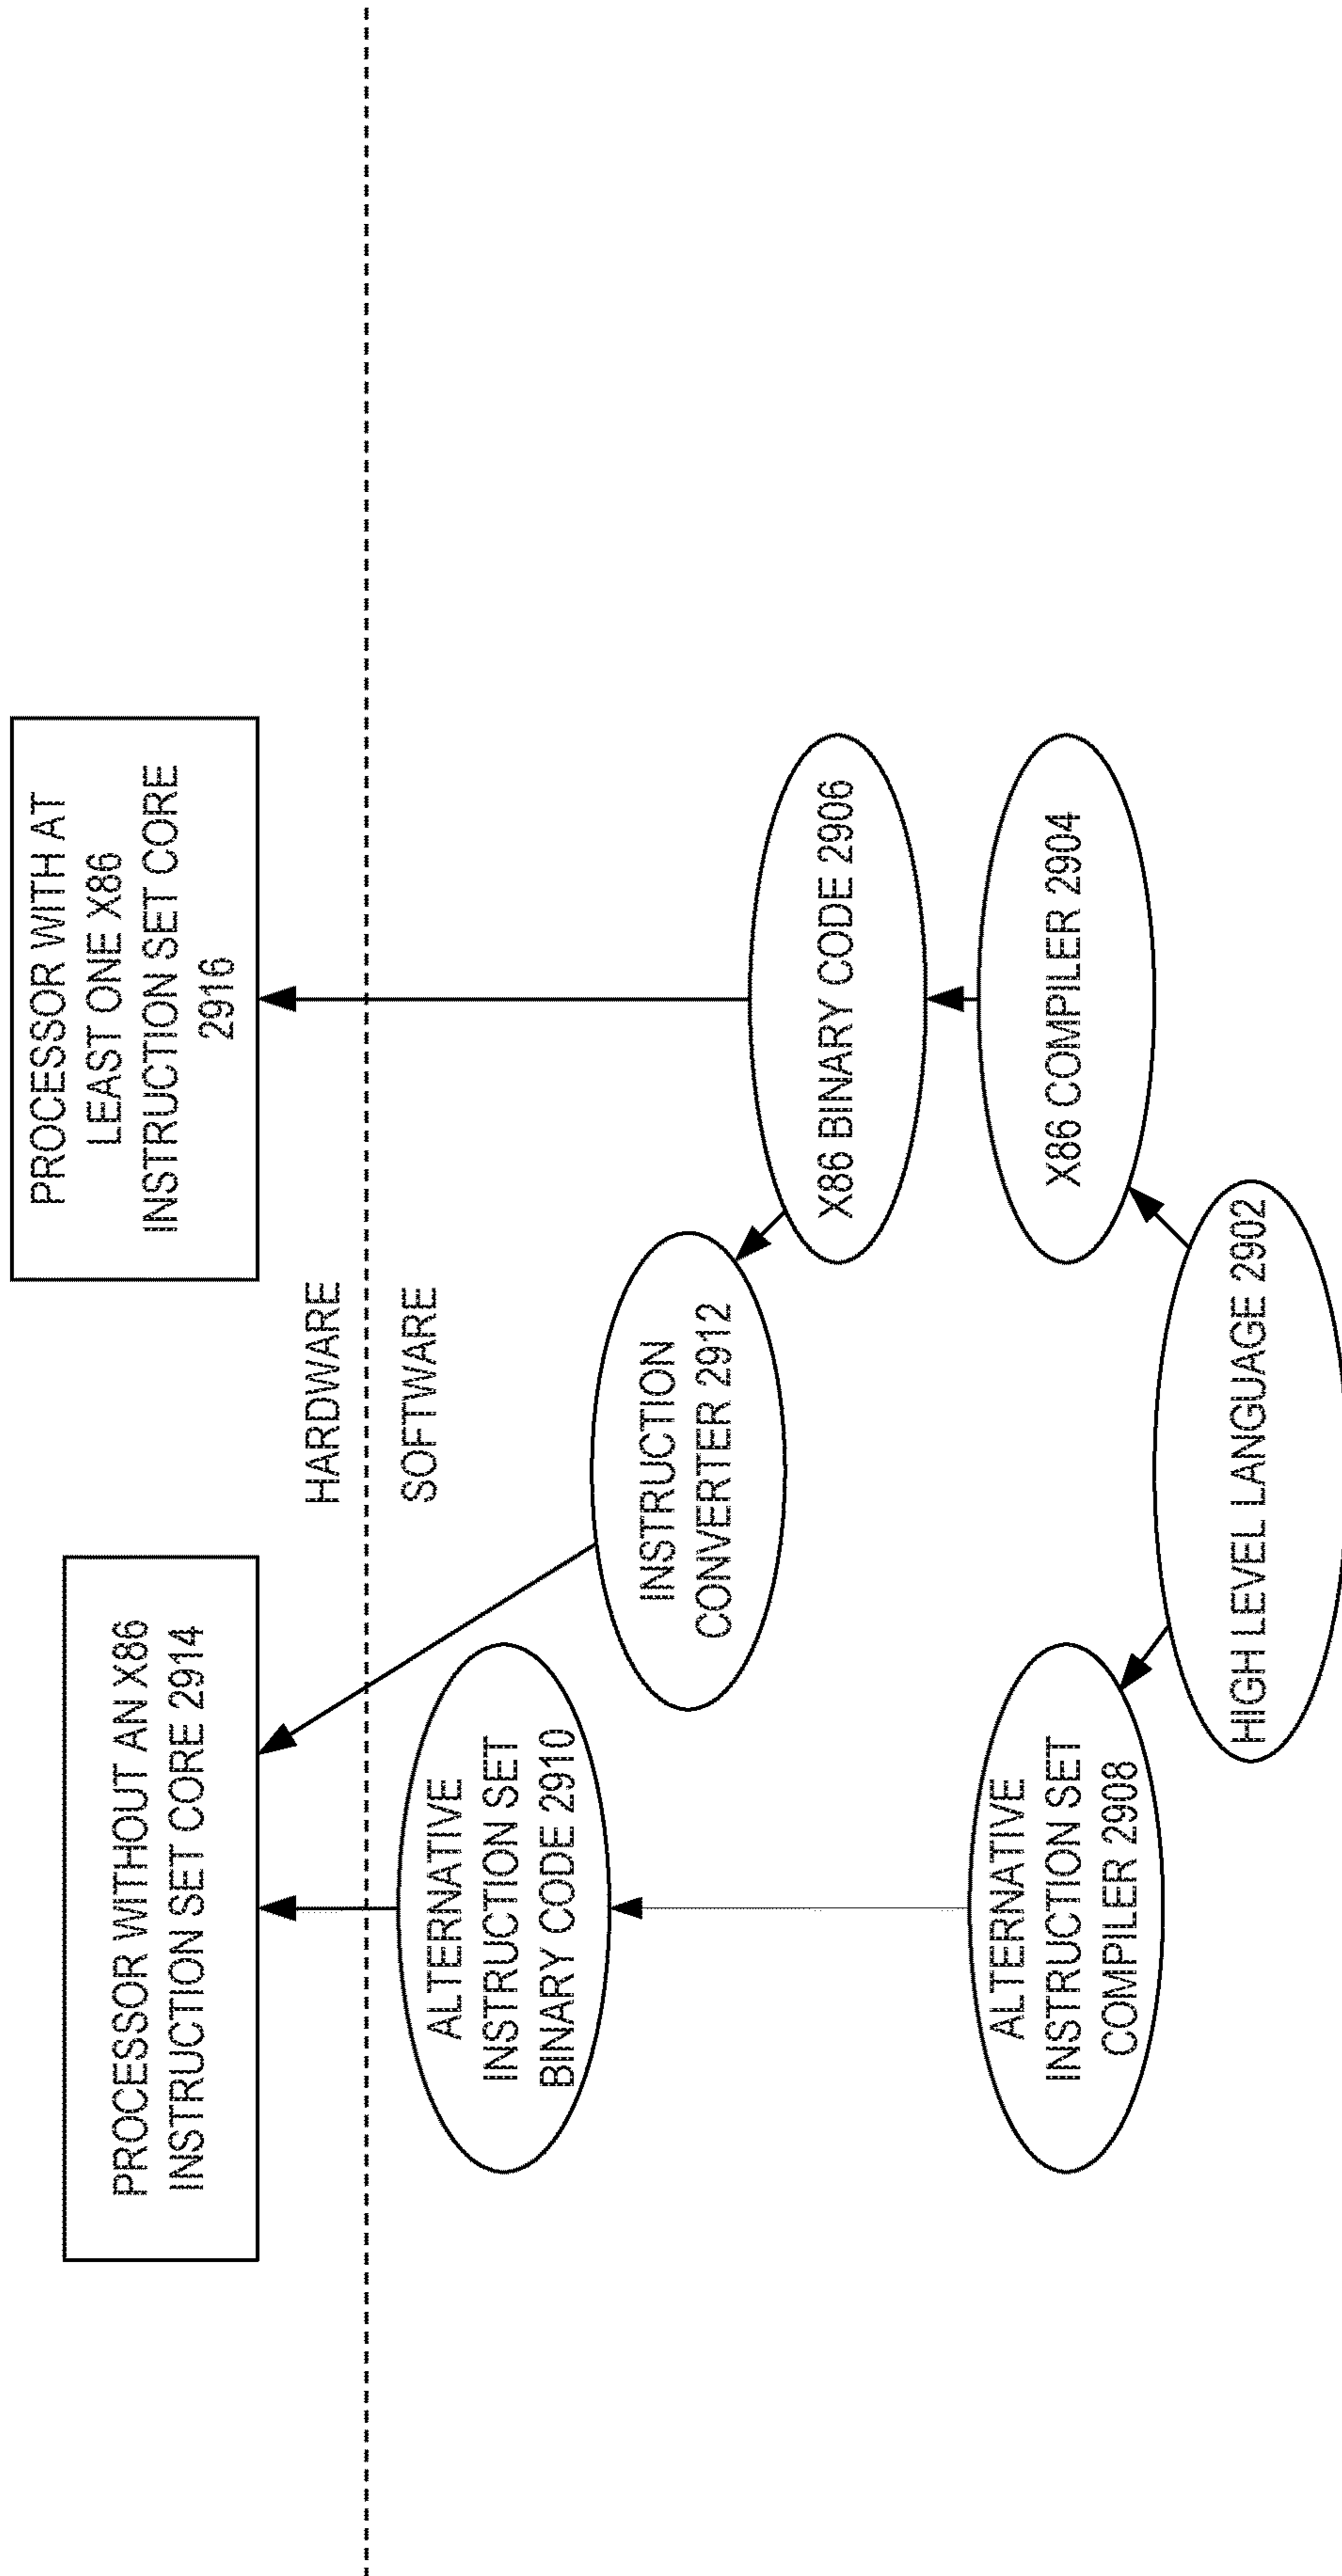 PROCESSOR WITHOUT AN X86
INSTRUCTION SET CORE 2914
PROCESSOR WITH AT
LEAST ONE X86
INSTRUCTION SET CORE
2916
HARDWARE
SOFTWARE
ALTERNATIVE
INSTRUCTION SET
BINARY CODE 2910
INSTRUCTION
CONVERTER 2912
X86 BINARY CODE 2906
ALTERNATIVE
INSTRUCTION SET
COMPILER 2908
X86 COMPILER 2904
HIGH LEVEL LANGUAGE 2902